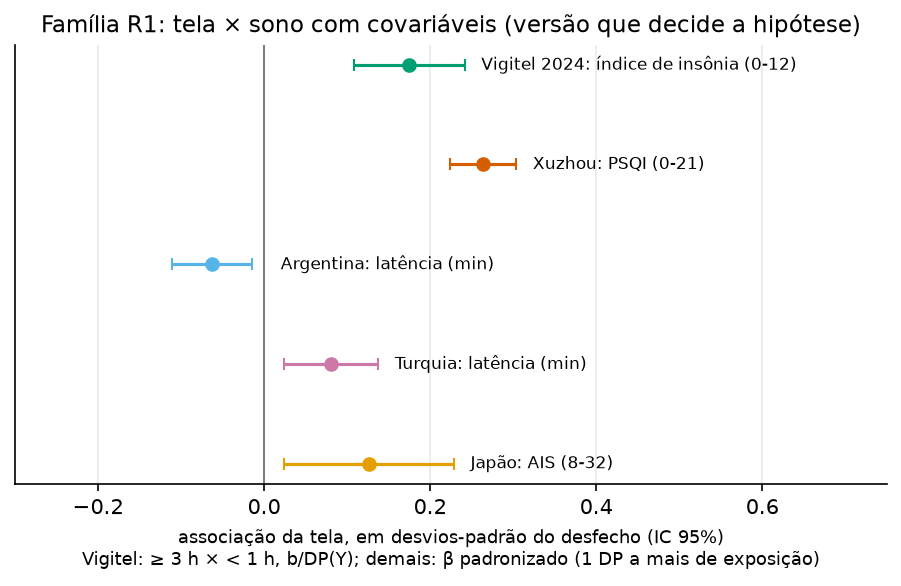 Família R1: tela × sono com covariáveis (versão que decide a hipótese)
Vigitel 2024: índice de insônia (0-12)
Xuzhou: PSQI (0-21)
Argentina: latência (min)
Turquia: latência (min)
Japão: AIS (8-32)
−0.2 0.0 0.2 0.4 0.6
associação da tela, em desvios-padrão do desfecho (IC 95%)
Vigitel: ≥ 3 h × < 1 h, b/DP(Y); demais: β padronizado (1 DP a mais de exposição)